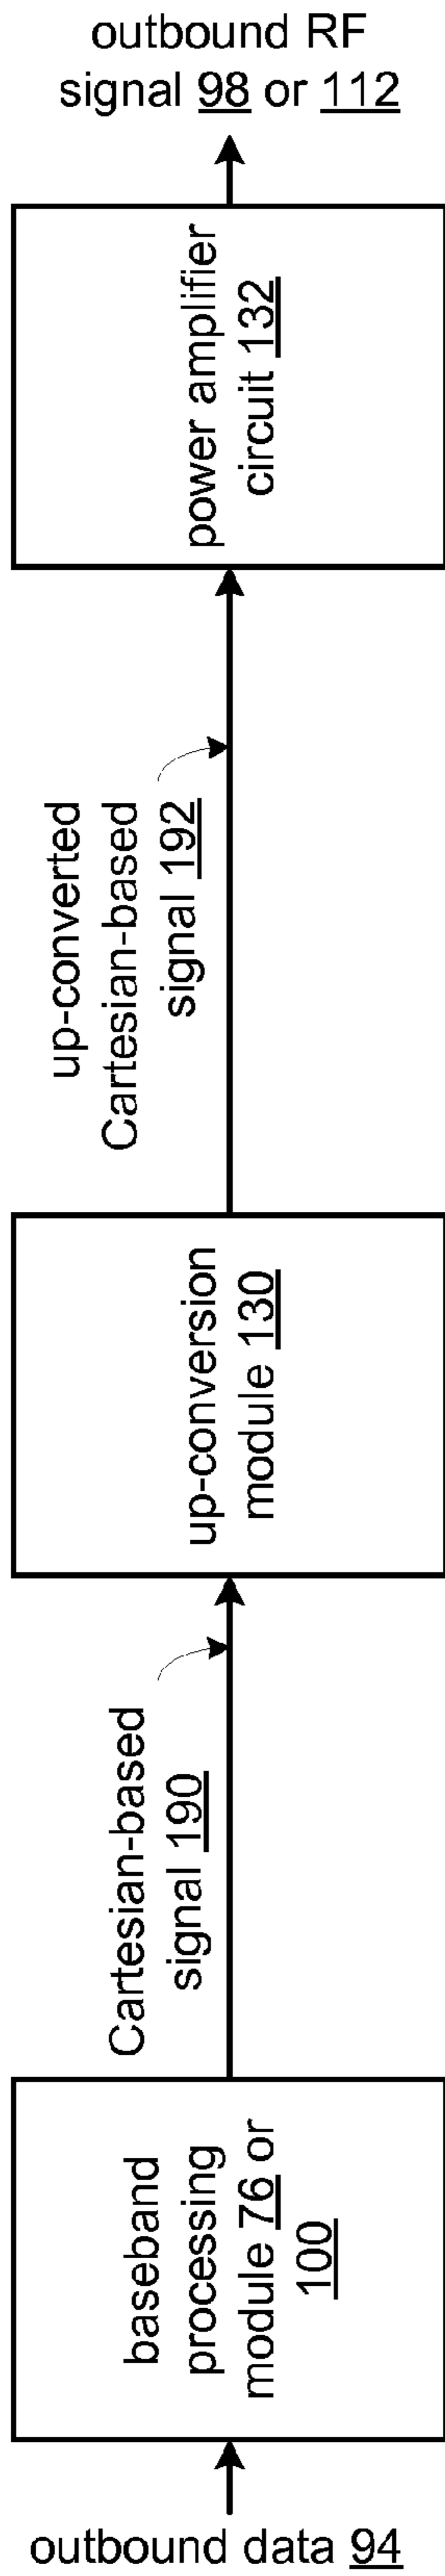 outbound RF
signal 98 or 112
power amplifier
circuit 132
up-converted
Cartesian-based
signal 192
up-conversion
module 130
Cartesian-based
signal 190
baseband
processing
module 76 or
100
outbound data 94